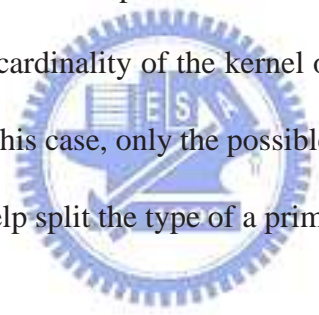 cardinality of the kernel o
his case, only the possible
elp split the type of a prim
E S